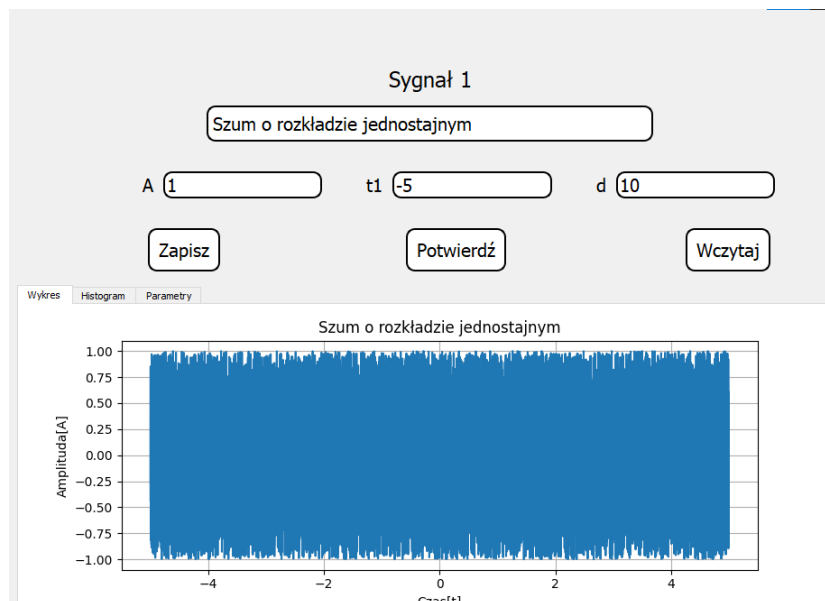 Sygnał 1
Szum o rozkładzie jednostajnym
A 1 t1 -5 d 10
Zapisz Potwierdź Wczytaj
Wykres Histogram Parametry
Szum o rozkładzie jednostajnym
1.00
0.75
0.50
0.25
0.00
−0.25
−0.50
−0.75
−1.00
Amplituda[A]
−4 −2 0 2 4
Czas[t]